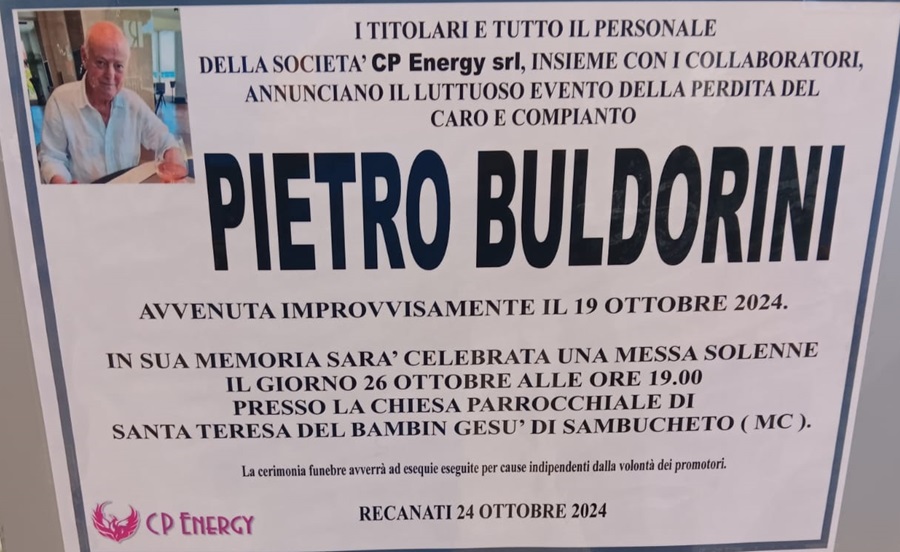 I TITOLARI E TUTTO IL PERSONALE
DELLA SOCIETA' CP Energy srl, INSIEME CON I COLLABORATORI,
ANNUNCIANO IL LUTTUOSO EVENTO DELLA PERDITA DEL
CARO E COMPIANTO
PIETRO BULDORINI
AVVENUTA IMPROVVISAMENTE IL 19 OTTOBRE 2024.
IN SUA MEMORIA SARA' CELEBRATA UNA MESSA SOLENNE
IL GIORNO 26 OTTOBRE ALLE ORE 19.00
PRESSO LA CHIESA PARROCCHIALE DI
SANTA TERESA DEL BAMBIN GESU' DI SAMBUCHETO ( MC ).
La cerimonia funebre avverrà ad esequie eseguite per cause indipendenti dalla volontà dei promotori.
CP ENERGY
RECANATI 24 OTTOBRE 2024